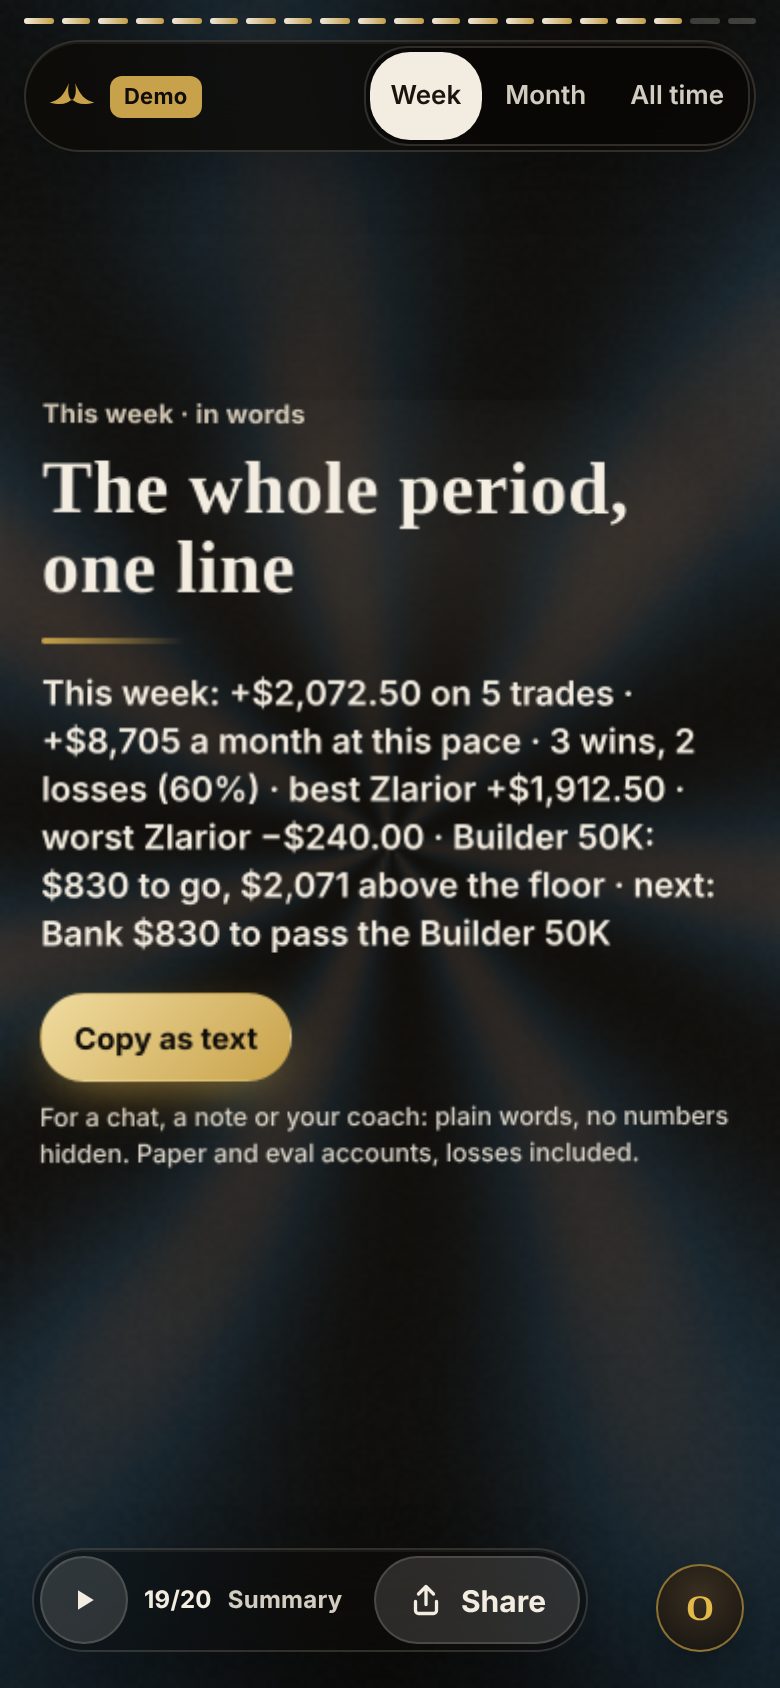 Demo
Week
Month
All time
This week · in words
The whole period,
one line
This week: +$2,072.50 on 5 trades ·
+$8,705 a month at this pace · 3 wins, 2
losses (60%) · best Zlarior +$1,912.50 ·
worst Zlarior −$240.00 · Builder 50K:
$830 to go, $2,071 above the floor · next:
Bank $830 to pass the Builder 50K
Copy as text
For a chat, a note or your coach: plain words, no numbers
hidden. Paper and eval accounts, losses included.
19/20 Summary
Share
O